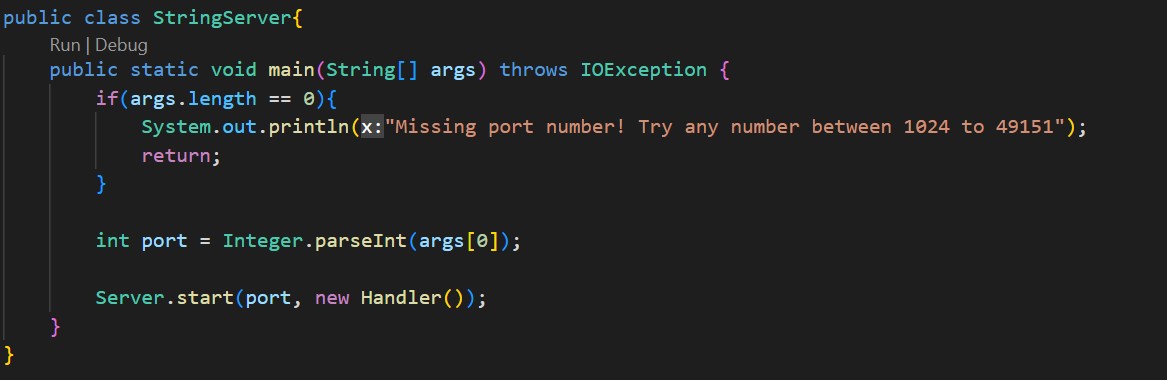 public class StringServer{
Run | Debug
public static void main(String[] args) throws IOException {
if(args.length == 0){
System.out.println(x:"Missing port number! Try any number between 1024 to 49151");
return;
}
int port = Integer.parseInt(args[0]);
Server.start(port, new Handler());
}
}